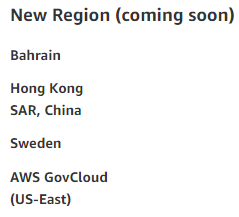 New Region (coming soon)
Bahrain
Hong Kong
SAR, China
Sweden
AWS GovCloud
(US-East)